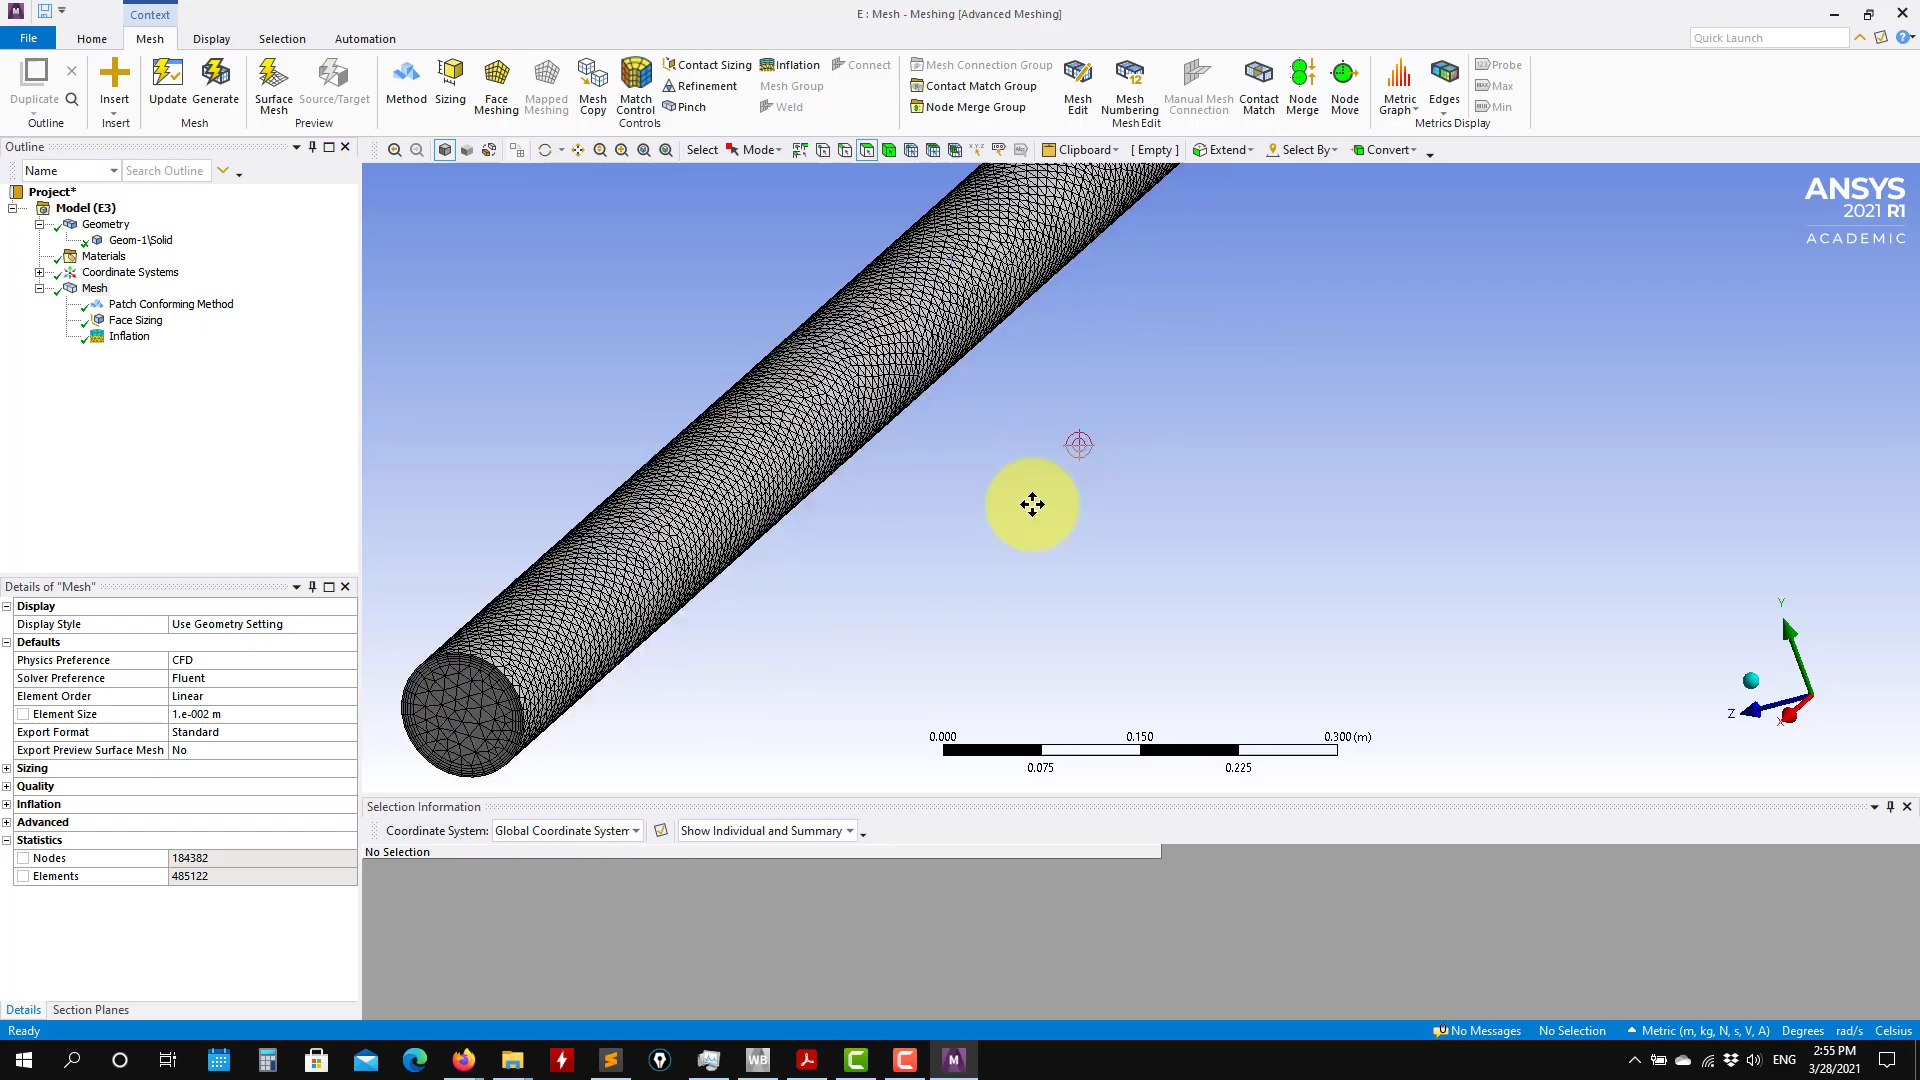 Context
E : Mesh - Meshing [Advanced Meshing]
File
Home
Mesh
Display
Selection
Automation
Quick Launch
Duplicate
Outline
Insert
Insert
Update
Generate
Mesh
Surface
Mesh
Source/Target
Preview
Method
Sizing
Face
Meshing
Mapped
Meshing
Mesh
Copy
Match
Control
Contact Sizing
Refinement
Pinch
Inflation
Mesh Group
Weld
Connect
Controls
Mesh Connection Group
Contact Match Group
Node Merge Group
Mesh
Edit
Mesh
Numbering
Manual Mesh
Connection
Contact
Match
Node
Merge
Node
Move
Mesh Edit
Metric
Graph
Edges
Probe
Max
Min
Metrics Display
Outline
Select
Mode
Clipboard
[ Empty ]
Extend
Select By
Convert
Name
Search Outline
Project*
Model (E3)
Geometry
Geom-1\Solid
Materials
Coordinate Systems
Mesh
Patch Conforming Method
Face Sizing
Inflation
ANSYS
2021 R1
ACADEMIC
Details of "Mesh"
Display
Display Style Use Geometry Setting
Defaults
Physics Preference CFD
Solver Preference Fluent
Element Order Linear
Element Size 1.e-002 m
Export Format Standard
Export Preview Surface Mesh No
Sizing
Quality
Inflation
Advanced
Statistics
Nodes 184382
Elements 485122
Y
Z
X
0.000 0.150 0.300 (m)
0.075 0.225
Selection Information
Coordinate System: Global Coordinate System
Show Individual and Summary
No Selection
Details
Section Planes
Ready
No Messages
No Selection
Metric (m, kg, N, s, V, A)
Degrees
rad/s
Celsius
WB
M
ENG
2:55 PM
3/28/2021